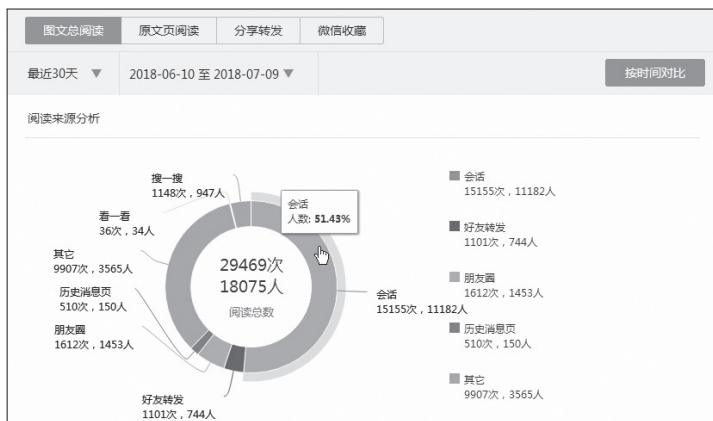 图文总阅读 原文页阅读 分享转发 微信收藏
最近30天 2018-06-10 至 2018-07-09 按时间对比
阅读来源分析
搜一搜
1148次，947人
看一看
36次，34人
其它
9907次，3565人
历史消息页
510次，150人
朋友圈
1612次，1453人
好友转发
1101次，744人
会话
人数: 51.43%
29469次
18075人
阅读总数
会话
15155次，11182人
会话
15155次，11182人
好友转发
1101次，744人
朋友圈
1612次，1453人
历史消息页
510次，150人
其它
9907次，3565人